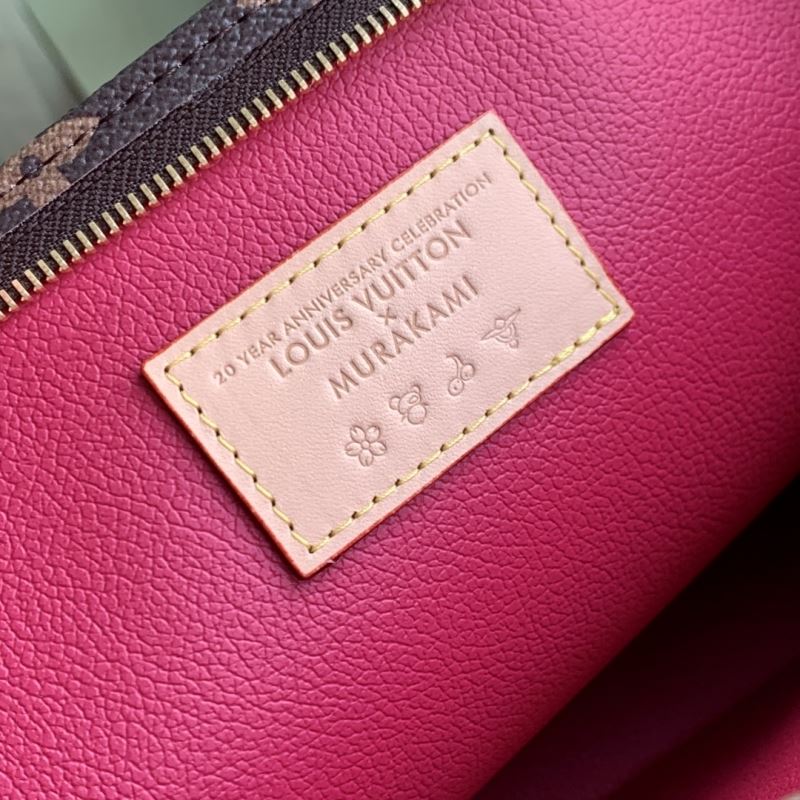 20 YEAR ANNIVERSARY CELEBRATION
LOUIS VUITTON
×
MURAKAMI